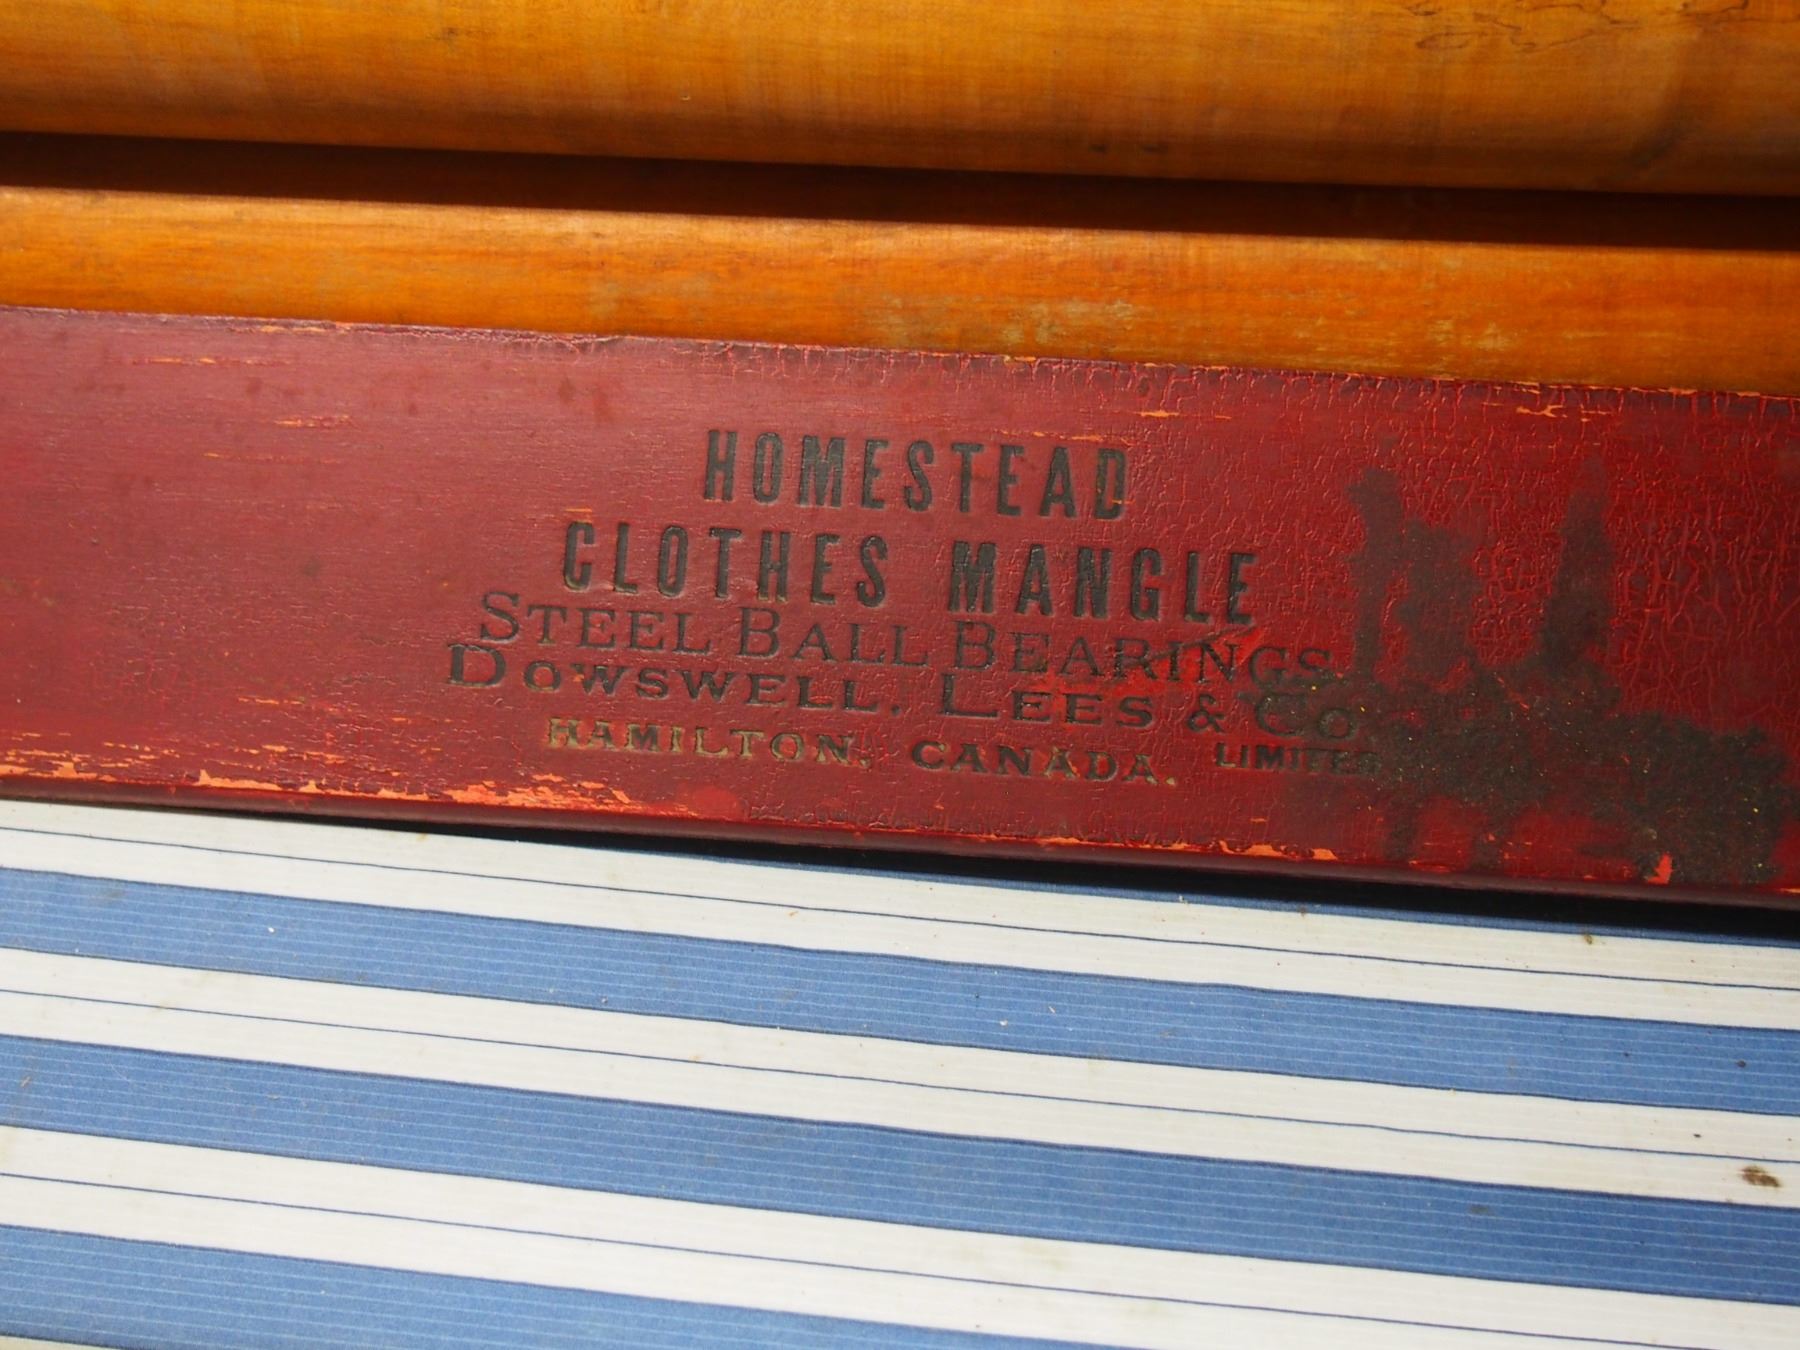 HOMESTEAD
CLOTHES MANGLE
STEEL BALL BEARINGS
DOWSWELL, LEES & CO
HAMILTON, CANADA. LIMITED